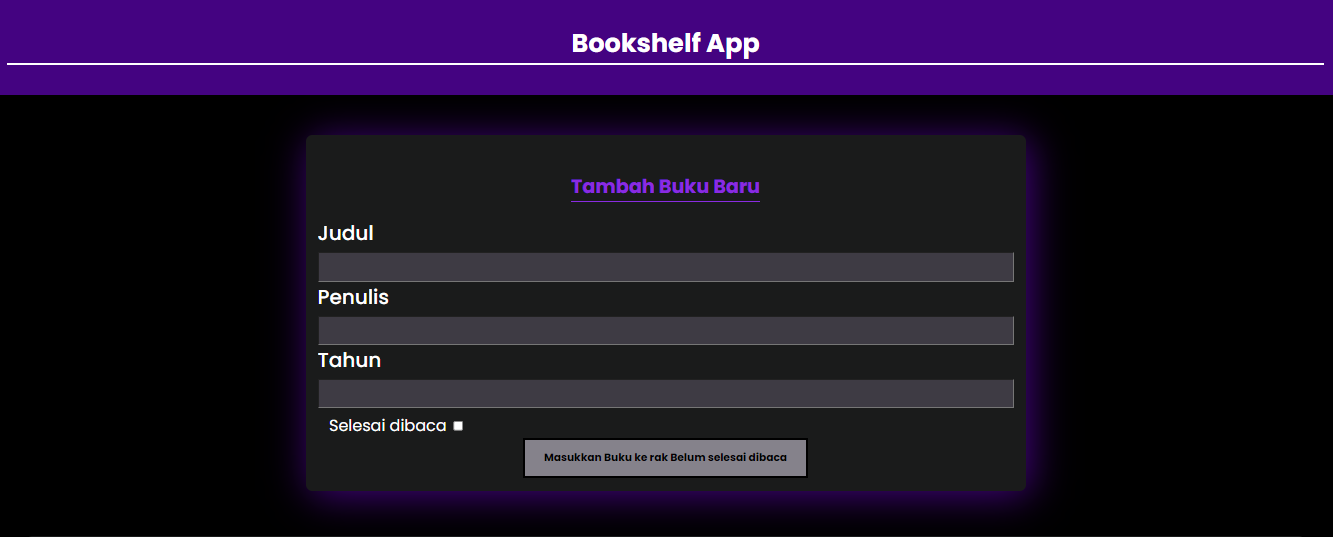 Bookshelf App
Tambah Buku Baru
Judul
Penulis
Tahun
Selesai dibaca
Masukkan Buku ke rak Belum selesai dibaca